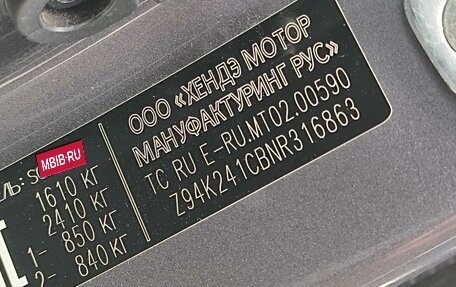 ООО «ХЕНДЭ МОТОР
МАНУФАКТУРИНГ РУС»
ТС RU Е-RU.МТ02.00590
Z94K241CBNR316863
MBIB.RU
1610 КГ
2410 КГ
1- 850 КГ
2- 840 КГ